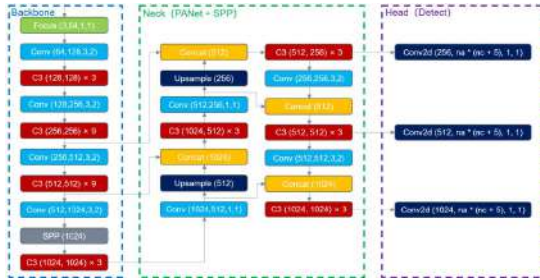 Backbone
Focus (3,64,1,1)
Conv (64,128,3,2)
C3 (128,128) × 3
Conv (128,256,3,2)
C3 (256,256) × 9
Conv (256,512,3,2)
C3 (512,512) × 9
Conv (512,1024,3,2)
SPP (1024)
C3 (1024, 1024) × 3
Neck (PANet + SPP)
Concat (512)
Upsample (256)
Conv (512,256,1,1)
C3 (1024,512) × 3
Concat (1024)
Upsample (512)
Conv (1024,512,1,1)
C3 (512, 256) × 3
Conv (256,256,3,2)
Concat (512)
C3 (512, 512) × 3
Conv (512,512,3,2)
Concat (1024)
C3 (1024, 1024) × 3
Head (Detect)
Conv2d (256, na * (nc + 5), 1, 1)
Conv2d (512, na * (nc + 5), 1, 1)
Conv2d (1024, na * (nc + 5), 1, 1)